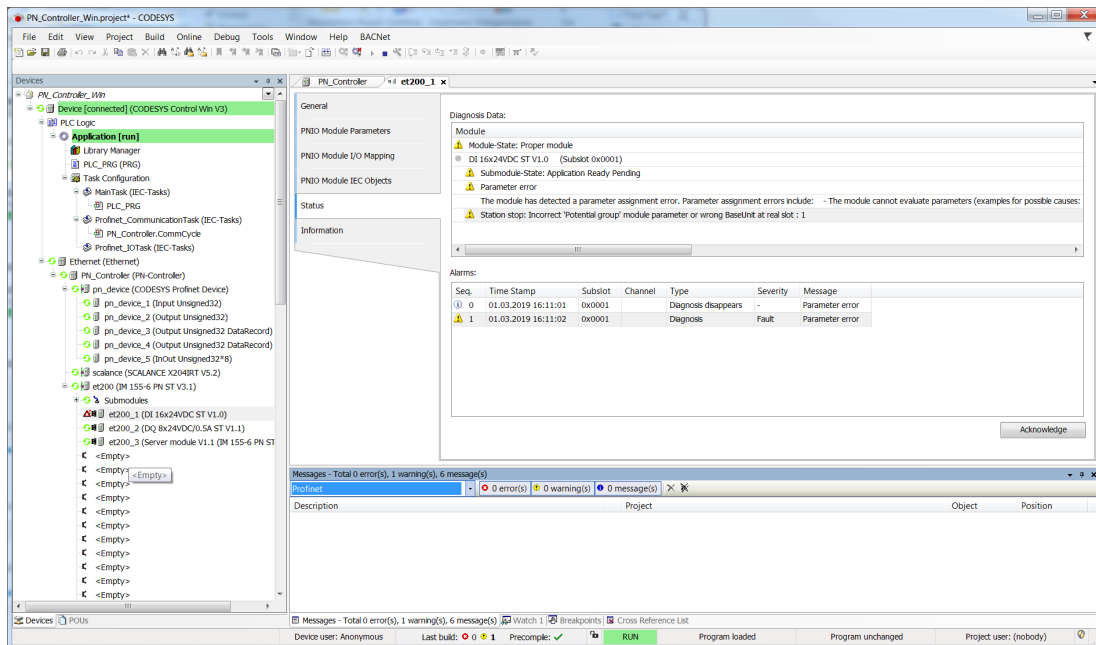 PN_Controller_Win.project* - CODESYS
File Edit View Project Build Online Debug Tools Window Help BACNet
Devices
PN_Controller_Win
Device [connected] (CODESYS Control Win V3)
PLC Logic
Application [run]
Library Manager
PLC_PRG (PRG)
Task Configuration
MainTask (IEC-Tasks)
PLC_PRG
Profinet_CommunicationTask (IEC-Tasks)
PN_Controller.CommCycle
Profinet_IOTask (IEC-Tasks)
Ethernet (Ethernet)
PN_Controller (PN-Controller)
pn_device (CODESYS Profinet Device)
pn_device_1 (Input Unsigned32)
pn_device_2 (Output Unsigned32)
pn_device_3 (Output Unsigned32 DataRecord)
pn_device_4 (Output Unsigned32 DataRecord)
pn_device_5 (InOut Unsigned32*8)
scalance (SCALANCE X204IRT V5.2)
et200 (IM 155-6 PN ST V3.1)
Submodules
et200_1 (DI 16x24VDC ST V1.0)
et200_2 (DQ 8x24VDC/0.5A ST V1.1)
et200_3 (Server module V1.1 (IM 155-6 PN ST
<Empty>
<Empty>
<Empty>
<Empty>
<Empty>
<Empty>
<Empty>
<Empty>
<Empty>
<Empty>
<Empty>
<Empty>
Devices POUs
PN_Controller et200_1
General
PNIO Module Parameters
PNIO Module I/O Mapping
PNIO Module IEC Objects
Status
Information
Diagnosis Data:
Module
Module-State: Proper module
DI 16x24VDC ST V1.0 (Subslot 0x0001)
Submodule-State: Application Ready Pending
Parameter error
The module has detected a parameter assignment error. Parameter assignment errors include: - The module cannot evaluate parameters (examples for possible causes:
Station stop: Incorrect 'Potential group' module parameter or wrong BaseUnit at real slot : 1
Alarms:
Seq. Time Stamp Subslot Channel Type Severity Message
0 01.03.2019 16:11:01 0x0001 Diagnosis disappears - Parameter error
1 01.03.2019 16:11:02 0x0001 Diagnosis Fault Parameter error
Acknowledge
Messages - Total 0 error(s), 1 warning(s), 6 message(s)
Profinet 0 error(s) 0 warning(s) 0 message(s)
Description Project Object Position
Messages - Total 0 error(s), 1 warning(s), 6 message(s) Watch 1 Breakpoints Cross Reference List
Device user: Anonymous Last build: 0 1 Precompile: RUN Program loaded Program unchanged Project user: (nobody)